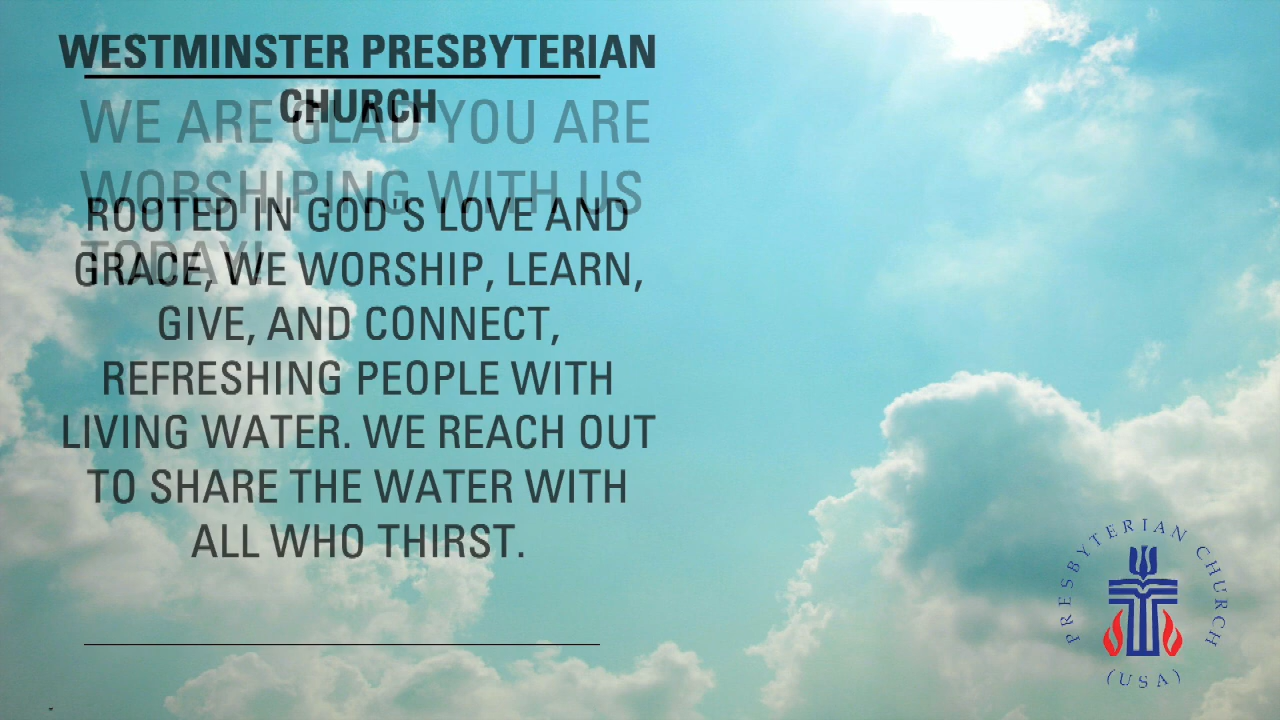 WESTMINSTER PRESBYTERIAN
CHURCH
WE ARE GLAD YOU ARE
WORSHIPING WITH US
TODAY!
ROOTED IN GOD'S LOVE AND
GRACE, WE WORSHIP, LEARN,
GIVE, AND CONNECT,
REFRESHING PEOPLE WITH
LIVING WATER. WE REACH OUT
TO SHARE THE WATER WITH
ALL WHO THIRST.
PRESBYTERIAN CHURCH
(USA)